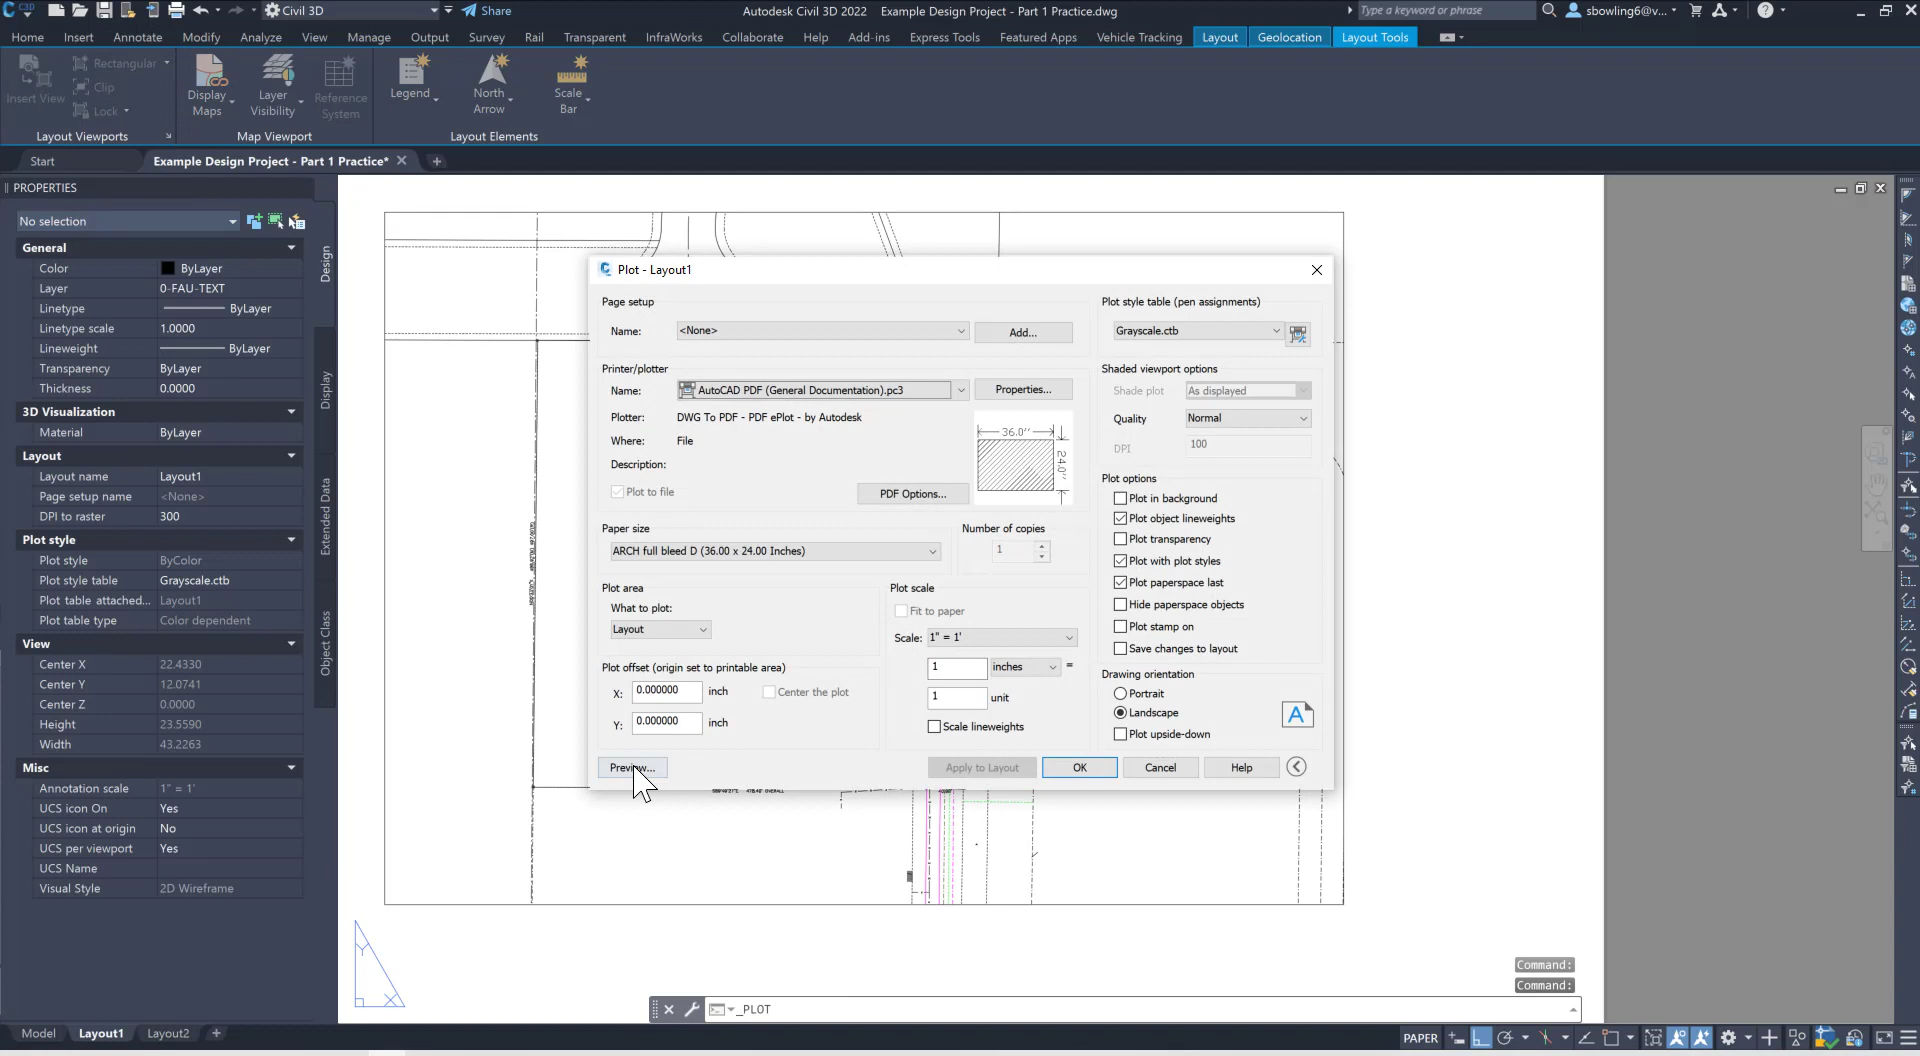 C3D
Civil 3D
Share
Autodesk Civil 3D 2022 Example Design Project - Part 1 Practice.dwg
Type a keyword or phrase
sbowling6@v...
Home Insert Annotate Modify Analyze View Manage Output Survey Rail Transparent InfraWorks Collaborate Help Add-ins Express Tools Featured Apps Vehicle Tracking Layout Geolocation Layout Tools
Insert View
Rectangular
Clip
Lock
Display Maps
Layer Visibility
Reference System
Legend
North Arrow
Scale Bar
Layout Viewports
Map Viewport
Layout Elements
Start
Example Design Project - Part 1 Practice*
PROPERTIES
No selection
General
Color ByLayer
Layer 0-FAU-TEXT
Linetype ByLayer
Linetype scale 1.0000
Lineweight ByLayer
Transparency ByLayer
Thickness 0.0000
3D Visualization
Material ByLayer
Layout
Layout name Layout1
Page setup name <None>
DPI to raster 300
Plot style
Plot style ByColor
Plot style table Grayscale.ctb
Plot table attached... Layout1
Plot table type Color dependent
View
Center X 22.4330
Center Y 12.0741
Center Z 0.0000
Height 23.5590
Width 43.2263
Misc
Annotation scale 1" = 1'
UCS icon On Yes
UCS icon at origin No
UCS per viewport Yes
UCS Name
Visual Style 2D Wireframe
Design
Display
Extended Data
Object Class
Plot - Layout1
Page setup
Name: <None>
Add...
Printer/plotter
Name: AutoCAD PDF (General Documentation).pc3
Properties...
Plotter: DWG To PDF - PDF ePlot - by Autodesk
Where: File
Description:
Plot to file
PDF Options...
36.0''
24.0''
Paper size
ARCH full bleed D (36.00 x 24.00 Inches)
Number of copies
1
Plot area
What to plot:
Layout
Plot offset (origin set to printable area)
X: 0.000000 inch
Center the plot
Y: 0.000000 inch
Plot scale
Fit to paper
Scale: 1" = 1'
1 inches =
1 unit
Scale lineweights
Plot style table (pen assignments)
Grayscale.ctb
Shaded viewport options
Shade plot As displayed
Quality Normal
DPI 100
Plot options
Plot in background
Plot object lineweights
Plot transparency
Plot with plot styles
Plot paperspace last
Hide paperspace objects
Plot stamp on
Save changes to layout
Drawing orientation
Portrait
Landscape
Plot upside-down
A
Preview...
Apply to Layout
OK
Cancel
Help
Y
X
Command:
Command:
_PLOT
Model Layout1 Layout2
PAPER